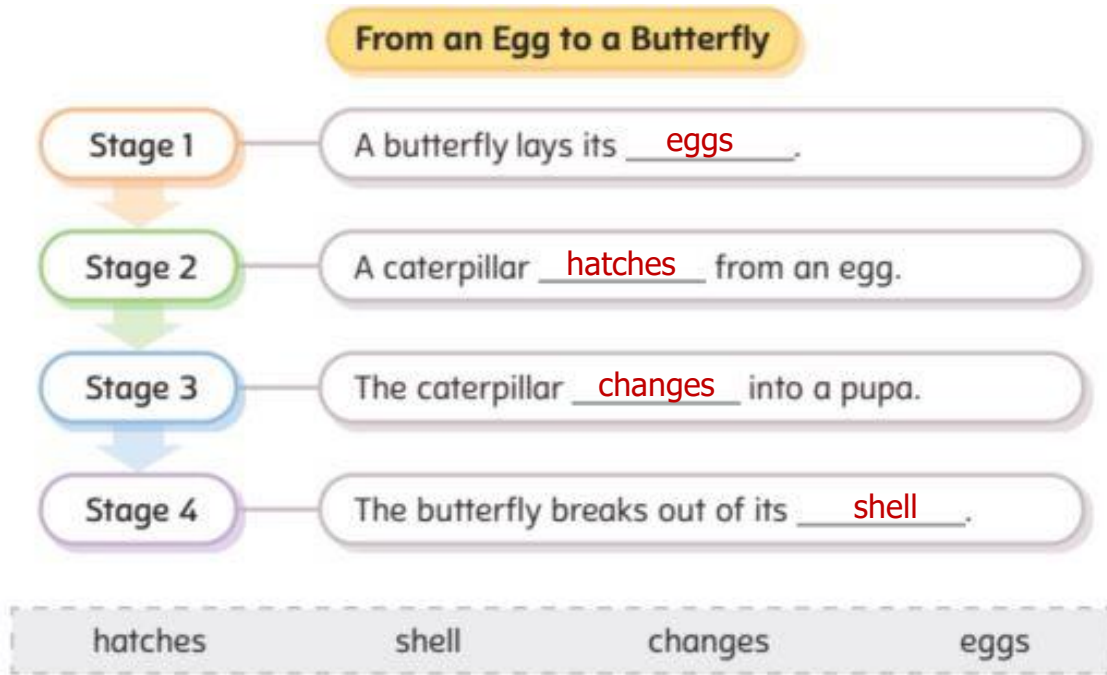 From an Egg to a Butterfly
Stage 1
A butterfly lays its eggs.
Stage 2
A caterpillar hatches from an egg.
Stage 3
The caterpillar changes into a pupa.
Stage 4
The butterfly breaks out of its shell.
hatches shell changes eggs